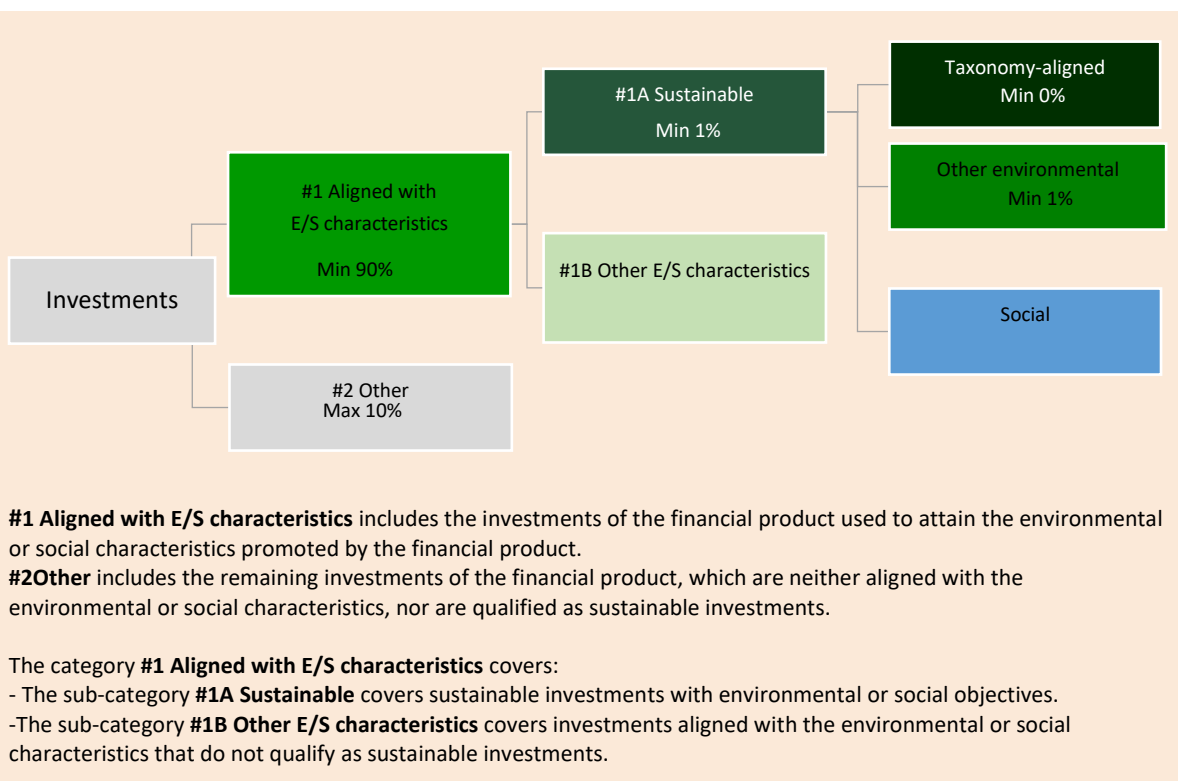 Taxonomy-aligned
Min 0%
#1A Sustainable
Min 1%
Other environmental
Min 1%
#1 Aligned with
E/S characteristics
Min 90%
#1B Other E/S characteristics
Investments
Social
#2 Other
Max 10%
#1 Aligned with E/S characteristics includes the investments of the financial product used to attain the environmental
or social characteristics promoted by the financial product.
#2Other includes the remaining investments of the financial product, which are neither aligned with the
environmental or social characteristics, nor are qualified as sustainable investments.
The category #1 Aligned with E/S characteristics covers:
- The sub-category #1A Sustainable covers sustainable investments with environmental or social objectives.
-The sub-category #1B Other E/S characteristics covers investments aligned with the environmental or social
characteristics that do not qualify as sustainable investments.